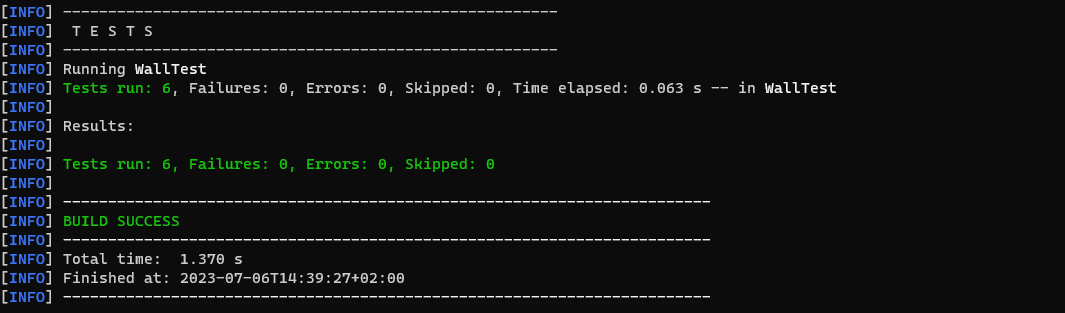 [INFO] -------------------------------------------------------
[INFO]  T E S T S
[INFO] -------------------------------------------------------
[INFO] Running WallTest
[INFO] Tests run: 6, Failures: 0, Errors: 0, Skipped: 0, Time elapsed: 0.063 s -- in WallTest
[INFO]
[INFO] Results:
[INFO]
[INFO] Tests run: 6, Failures: 0, Errors: 0, Skipped: 0
[INFO]
[INFO] ------------------------------------------------------------------------
[INFO] BUILD SUCCESS
[INFO] ------------------------------------------------------------------------
[INFO] Total time:  1.370 s
[INFO] Finished at: 2023-07-06T14:39:27+02:00
[INFO] ------------------------------------------------------------------------